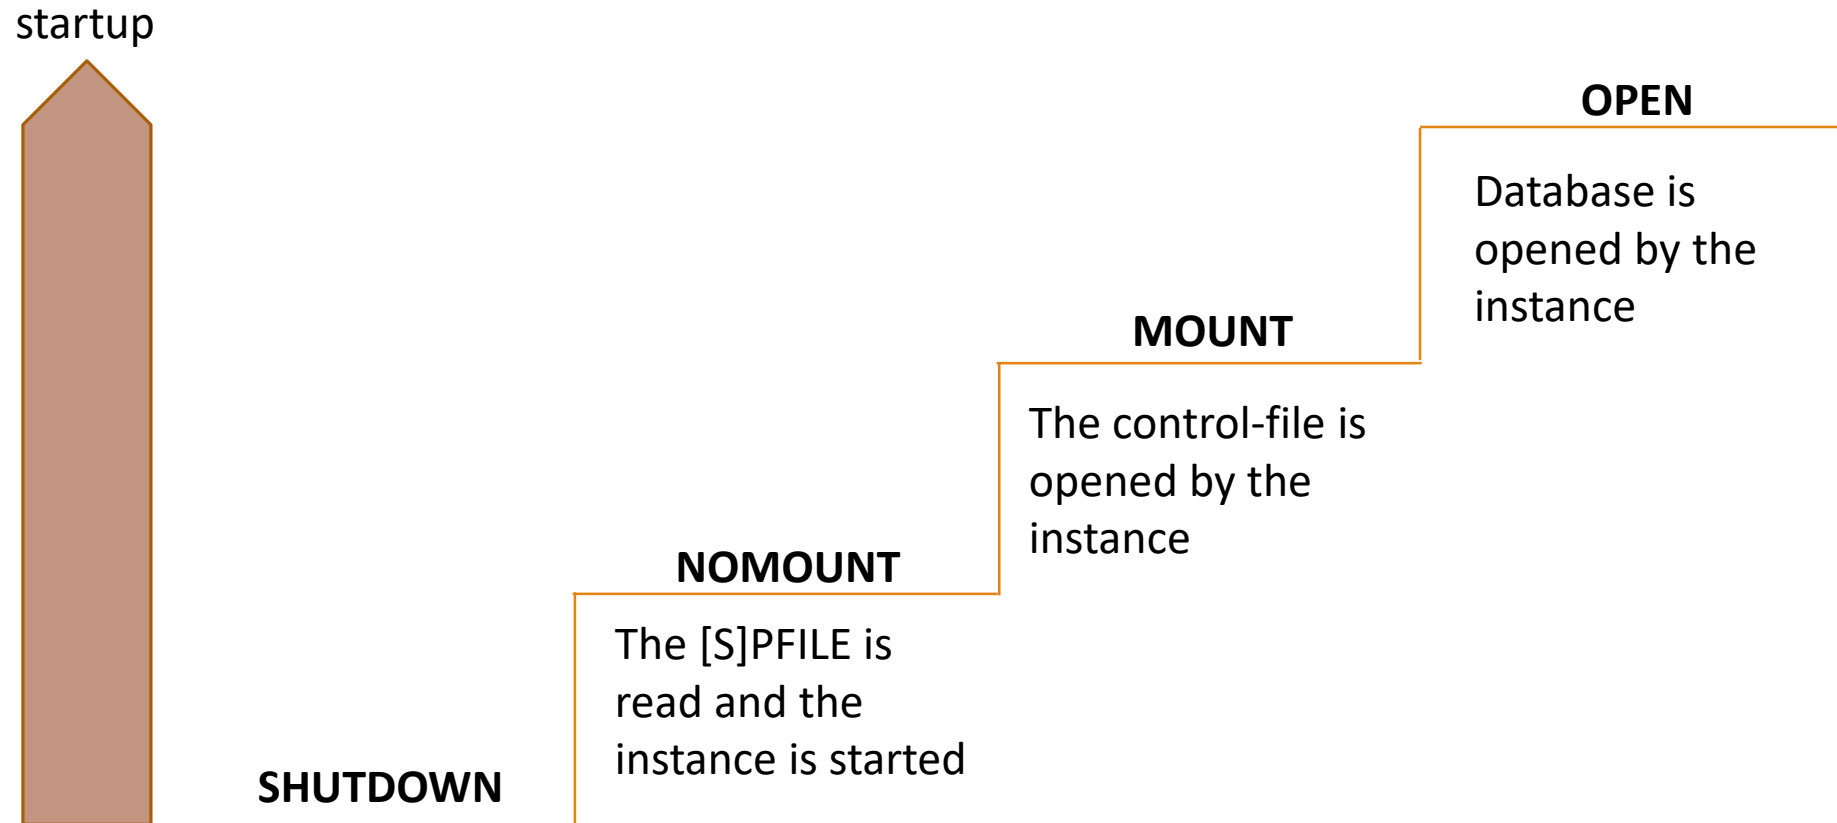 startup
OPEN
Database is
opened by the
instance
MOUNT
The control-file is
opened by the
instance
NOMOUNT
The [S]PFILE is
read and the
instance is started
SHUTDOWN